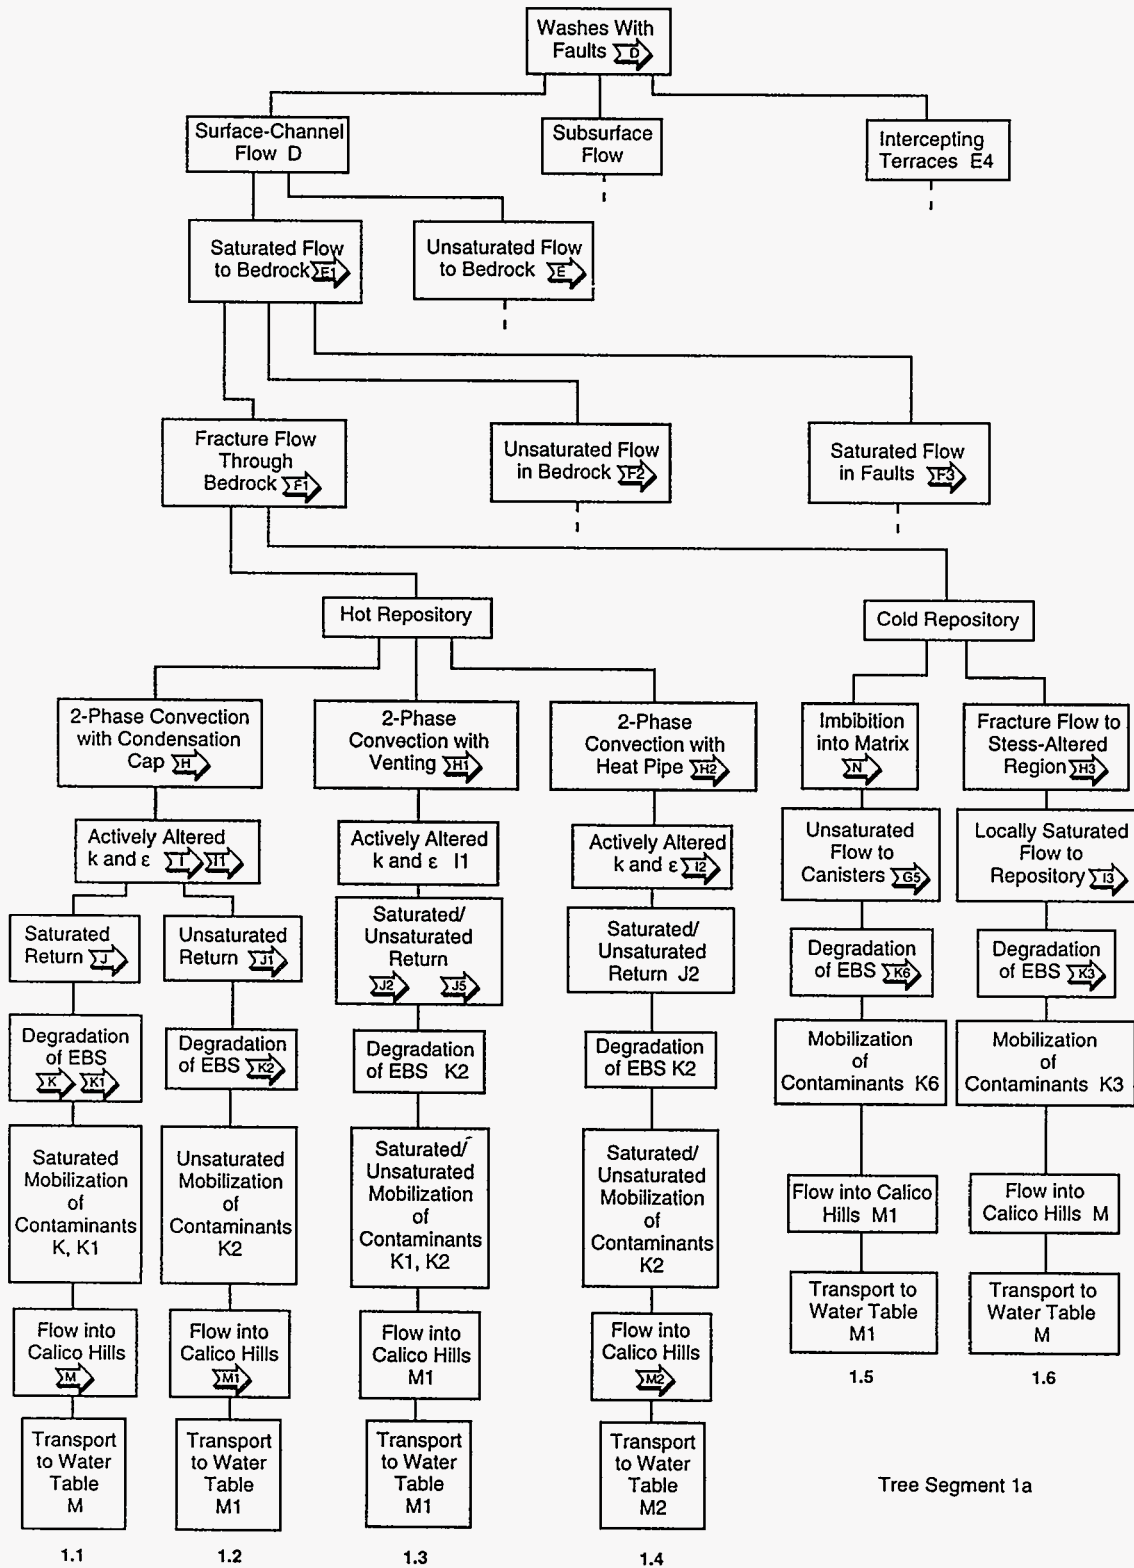 Washes With
Faults D
Surface-Channel
Flow D
Subsurface
Flow
Intercepting
Terraces E4
Saturated Flow
to Bedrock E1
Unsaturated Flow
to Bedrock E
Fracture Flow
Through
Bedrock F1
Unsaturated Flow
in Bedrock F2
Saturated Flow
in Faults F3
Hot Repository
Cold Repository
2-Phase Convection
with Condensation
Cap H
2-Phase
Convection with
Venting H1
2-Phase
Convection with
Heat Pipe H2
Imbibition
into Matrix
N
Fracture Flow to
Stess-Altered
Region H3
Actively Altered
k and ε I I1
Actively Altered
k and ε I1
Actively Altered
k and ε I2
Unsaturated
Flow to
Canisters G5
Locally Saturated
Flow to
Repository I3
Saturated
Return J
Unsaturated
Return J1
Saturated/
Unsaturated
Return
J2 J5
Saturated/
Unsaturated
Return J2
Degradation
of EBS K6
Degradation
of EBS K3
Degradation
of EBS
K K1
Degradation
of EBS K2
Degradation
of EBS K2
Degradation
of EBS K2
Mobilization
of
Contaminants K6
Mobilization
of
Contaminants K3
Saturated
Mobilization
of
Contaminants
K, K1
Unsaturated
Mobilization
of
Contaminants
K2
Saturated/
Unsaturated
Mobilization
of
Contaminants
K1, K2
Saturated/
Unsaturated
Mobilization
of
Contaminants
K2
Flow into Calico
Hills M1
Flow into
Calico Hills M
Flow into
Calico Hills
M
Flow into
Calico Hills
M1
Flow into
Calico Hills
M1
Flow into
Calico Hills
M2
Transport to
Water Table
M1
Transport to
Water Table
M
1.5
1.6
Transport
to Water
Table
M
Transport
to Water
Table
M1
Transport
to Water
Table
M1
Transport
to Water
Table
M2
Tree Segment 1a
1.1
1.2
1.3
1.4